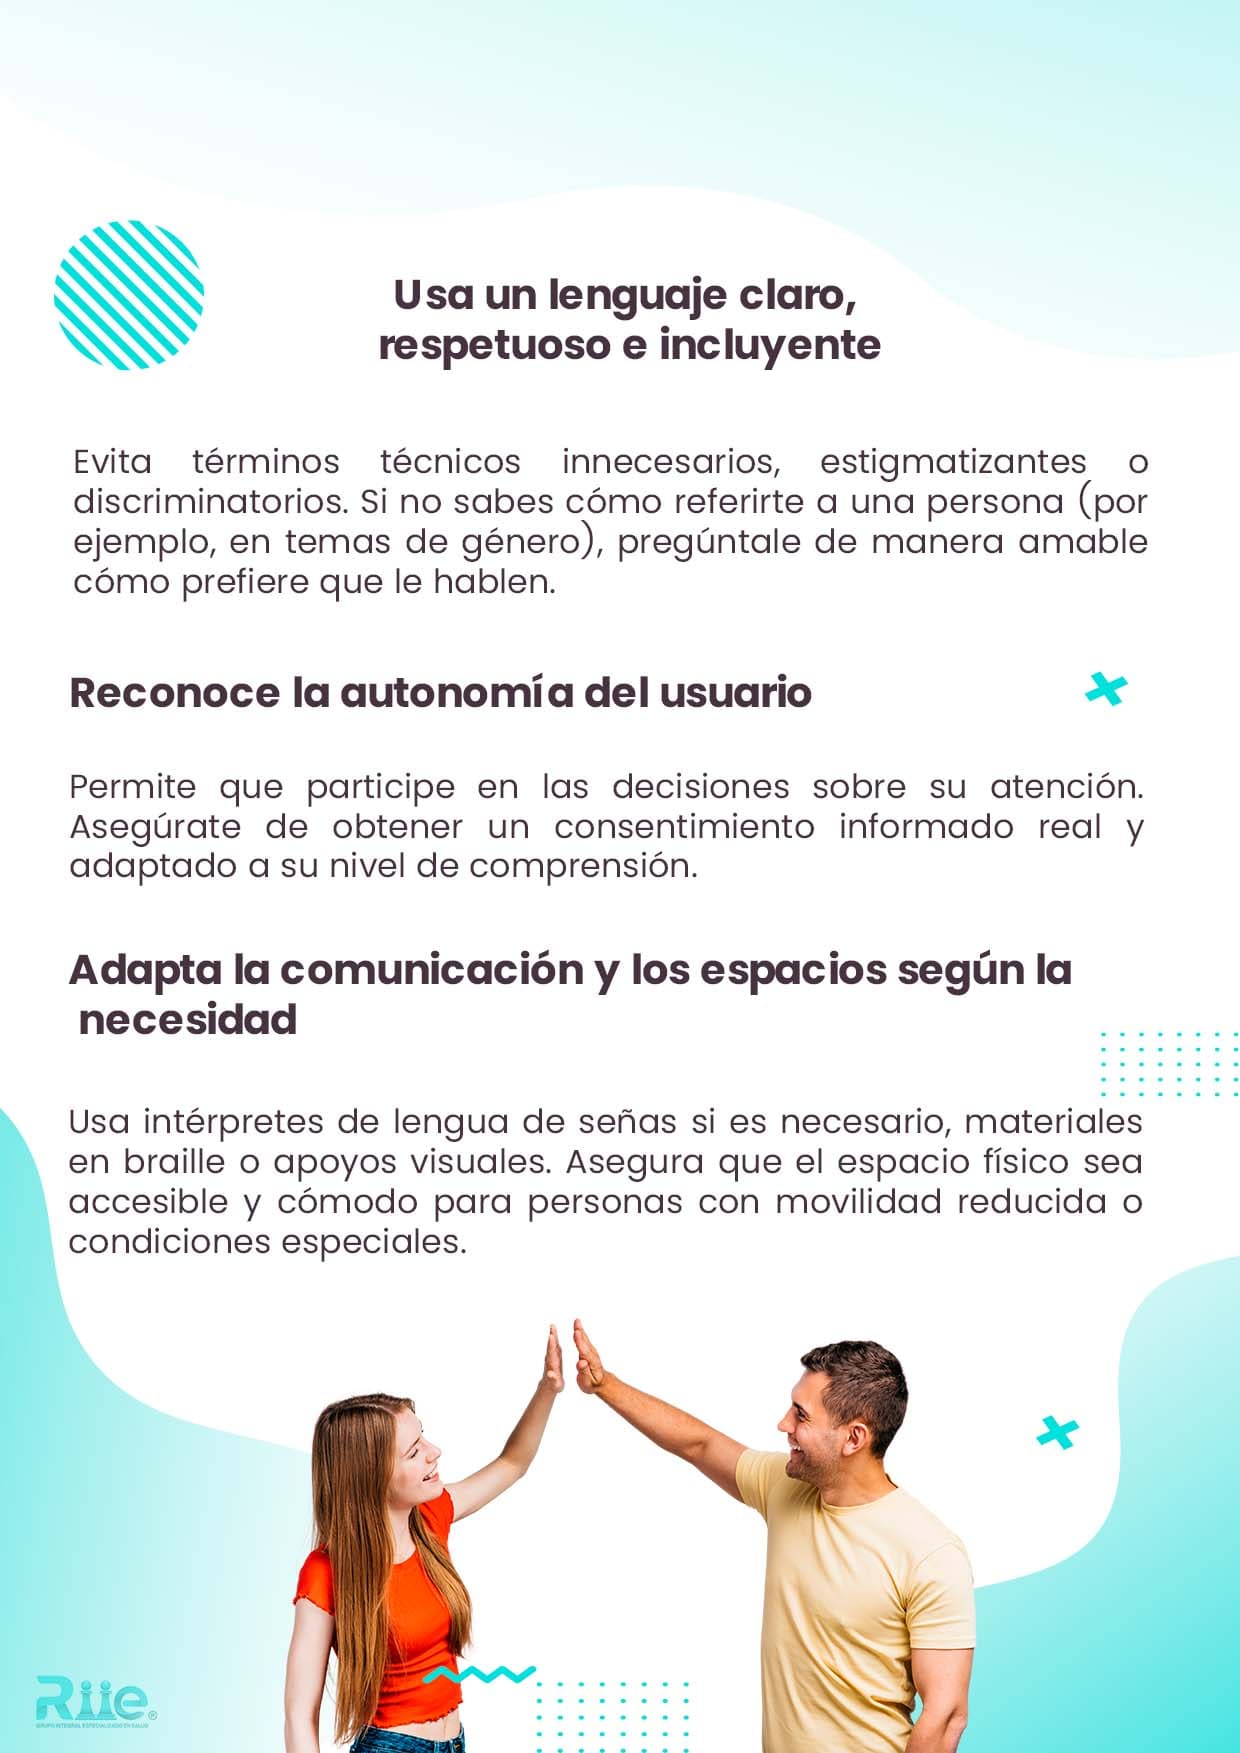 Usa un lenguaje claro,
respetuoso e incluyente
Evita términos técnicos innecesarios, estigmatizantes o
discriminatorios. Si no sabes cómo referirte a una persona (por
ejemplo, en temas de género), pregúntale de manera amable
cómo prefiere que le hablen.
Reconoce la autonomía del usuario
Permite que participe en las decisiones sobre su atención.
Asegúrate de obtener un consentimiento informado real y
adaptado a su nivel de comprensión.
Adapta la comunicación y los espacios según la
necesidad
Usa intérpretes de lengua de señas si es necesario, materiales
en braille o apoyos visuales. Asegura que el espacio físico sea
accesible y cómodo para personas con movilidad reducida o
condiciones especiales.
Riie®
GRUPO INTEGRAL ESPECIALIZADO EN SALUD